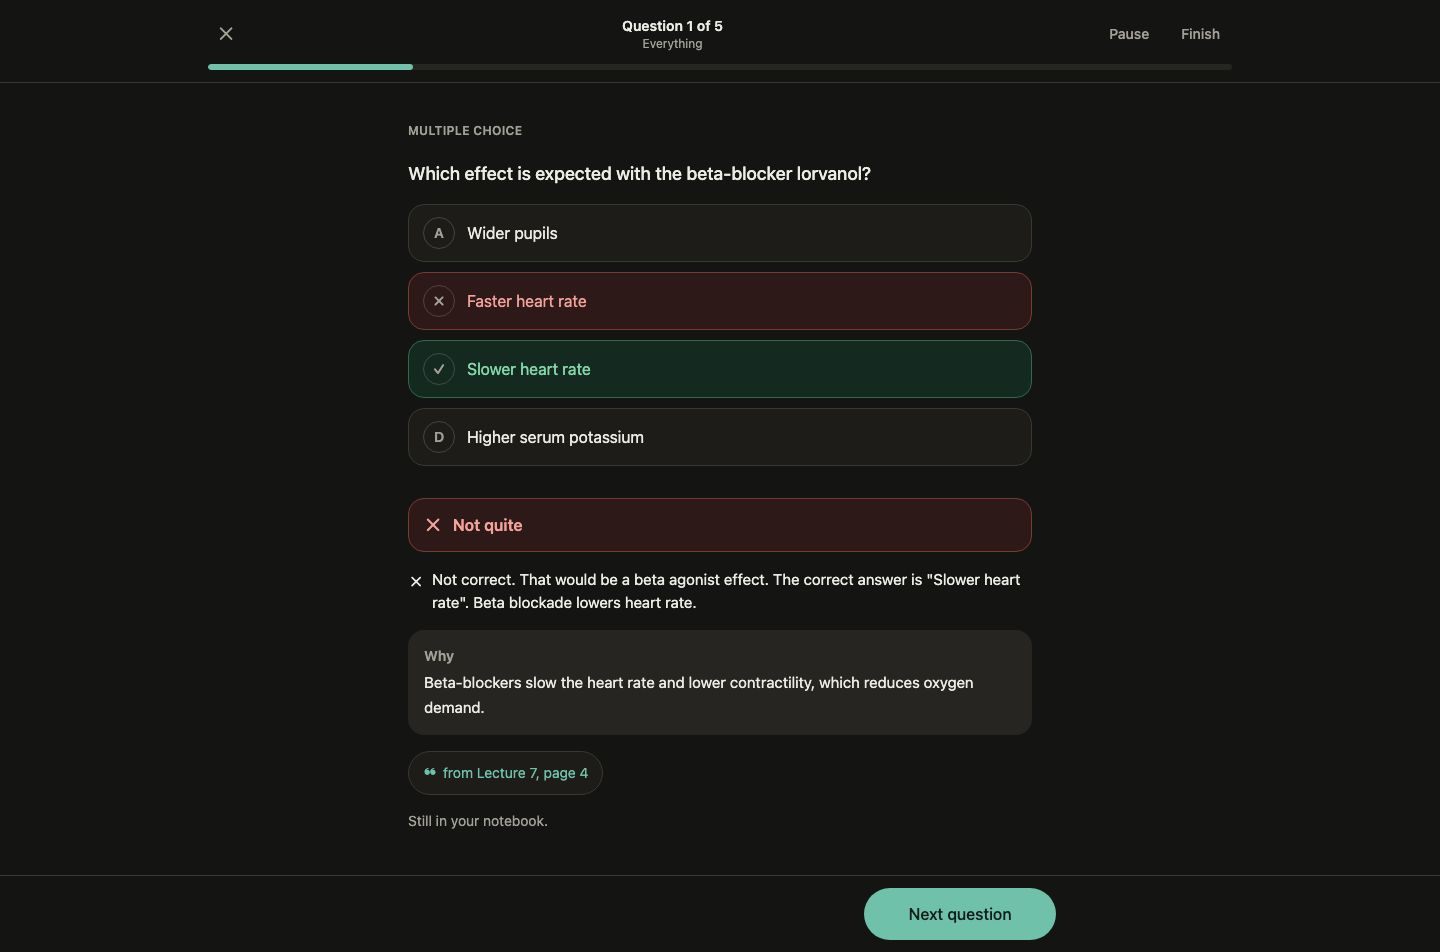 Question 1 of 5
Everything
Pause
Finish
MULTIPLE CHOICE
Which effect is expected with the beta-blocker lorvanol?
A
Wider pupils
Faster heart rate
Slower heart rate
D
Higher serum potassium
Not quite
Not correct. That would be a beta agonist effect. The correct answer is "Slower heart
rate". Beta blockade lowers heart rate.
Why
Beta-blockers slow the heart rate and lower contractility, which reduces oxygen
demand.
❝ from Lecture 7, page 4
Still in your notebook.
Next question